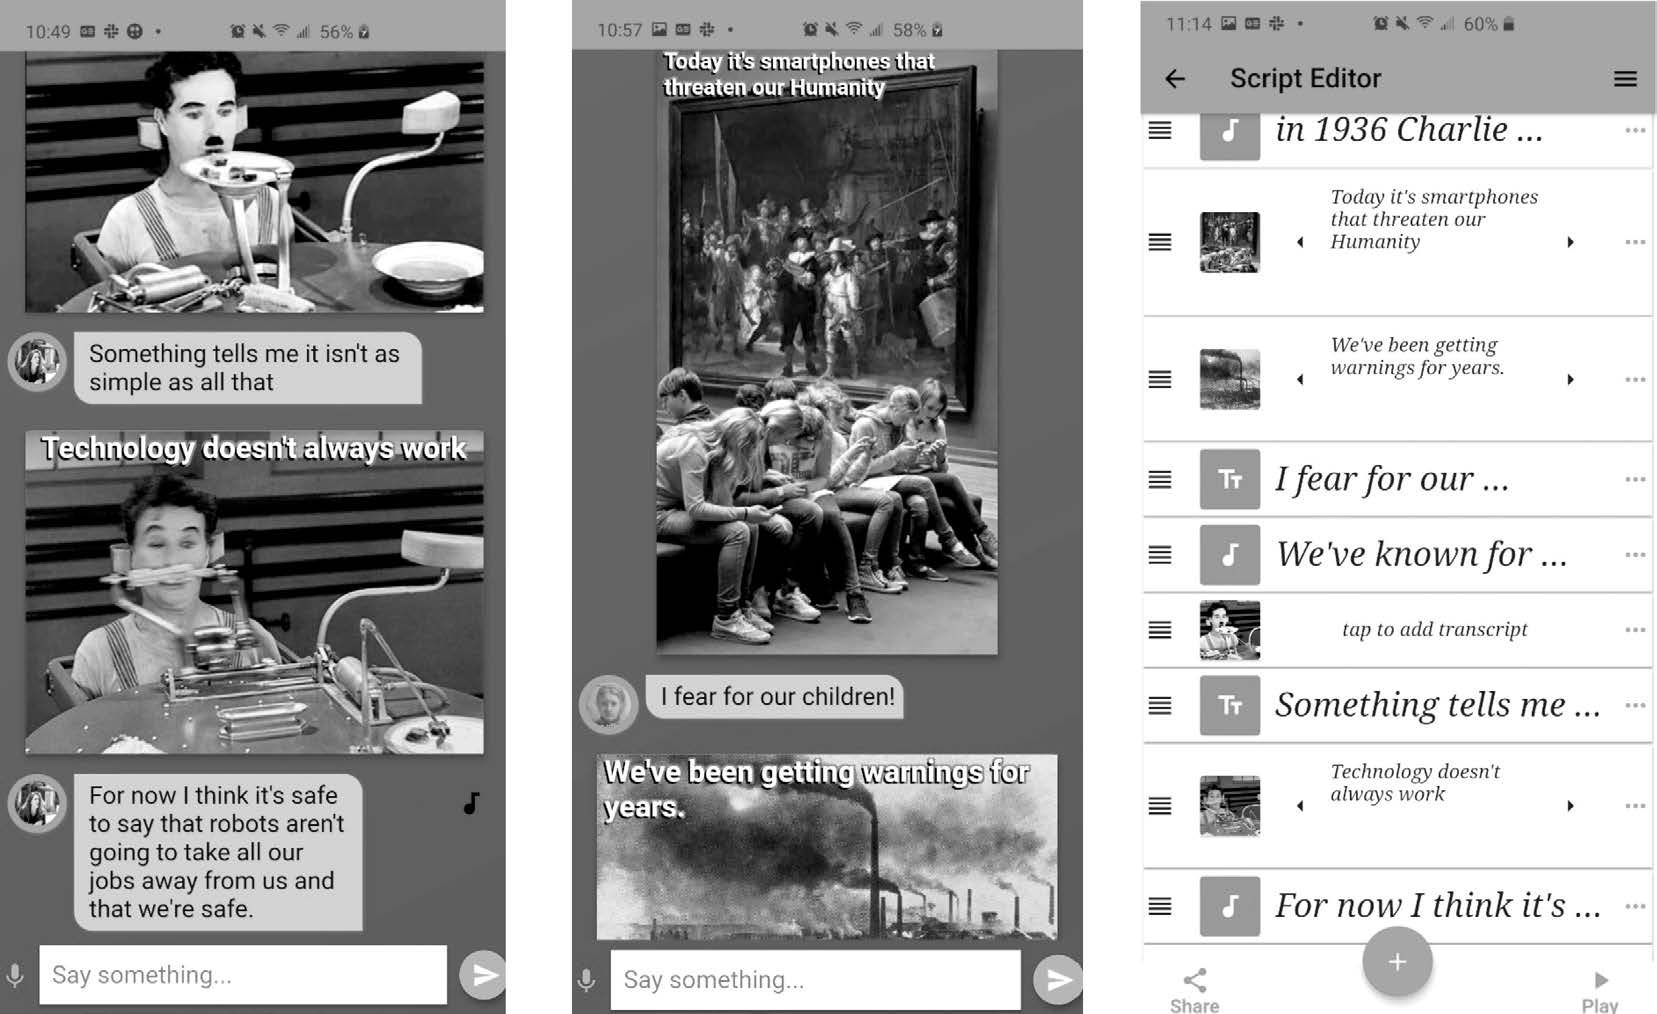 10:49
56%
Something tells me it isn't as
simple as all that
Technology doesn't always work
For now I think it's safe
to say that robots aren't
going to take all our
jobs away from us and
that we're safe.
Say something...
10:57
58%
Today it's smartphones that
threaten our Humanity
I fear for our children!
We've been getting warnings for
years.
Say something...
11:14
60%
Script Editor
in 1936 Charlie ...
Today it's smartphones
that threaten our
Humanity
We've been getting
warnings for years.
Tт I fear for our ...
We've known for ...
tap to add transcript
Tт Something tells me ...
Technology doesn't
always work
For now I think it's ...
+
Share
Play